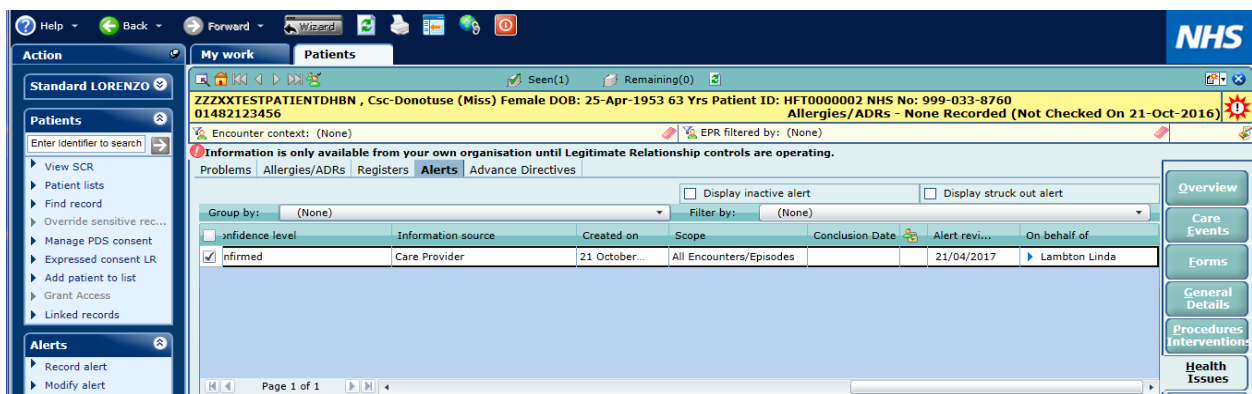 Help Back Forward Wizard
NHS
Action
My work Patients
Standard LORENZO
Seen(1) Remaining(0)
ZZZXXTESTPATIENTDHBN , Csc-Donotuse (Miss) Female DOB: 25-Apr-1953 63 Yrs Patient ID: HFT0000002 NHS No: 999-033-8760
01482123456 Allergies/ADRs - None Recorded (Not Checked On 21-Oct-2016)
Patients
Encounter context: (None) EPR filtered by: (None)
Enter Identifier to search
Information is only available from your own organisation until Legitimate Relationship controls are operating.
View SCR
Patient lists
Find record
Override sensitive rec...
Manage PDS consent
Expressed consent LR
Add patient to list
Grant Access
Linked records
Alerts
Record alert
Modify alert
Problems Allergies/ADRs Registers Alerts Advance Directives
Display inactive alert Display struck out alert
Group by: (None) Filter by: (None)
onfidence level Information source Created on Scope Conclusion Date Alert revi... On behalf of
nfirmed Care Provider 21 October... All Encounters/Episodes 21/04/2017 Lambton Linda
Page 1 of 1
Overview
Care
Events
Forms
General
Details
Procedures
Interventions
Health
Issues